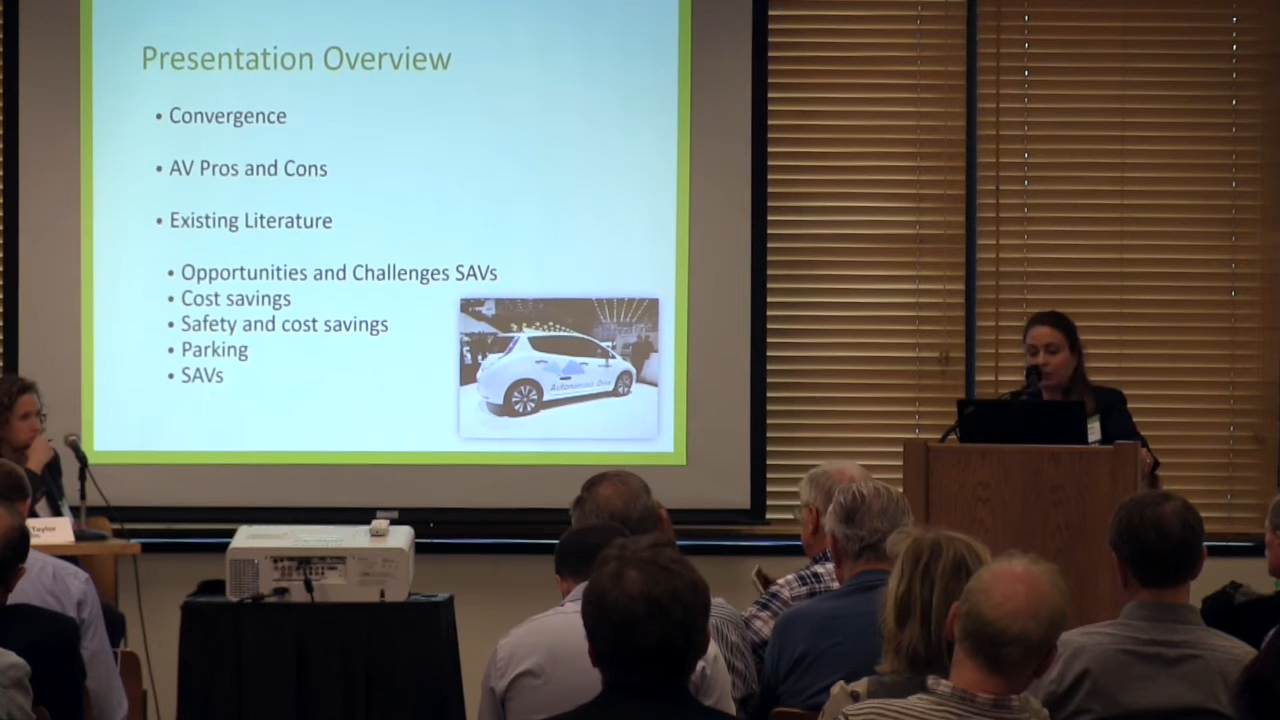 Presentation Overview
• Convergence
• AV Pros and Cons
• Existing Literature
• Opportunities and Challenges SAVs
• Cost savings
• Safety and cost savings
• Parking
• SAVs
Autonomous Drive
Taylor